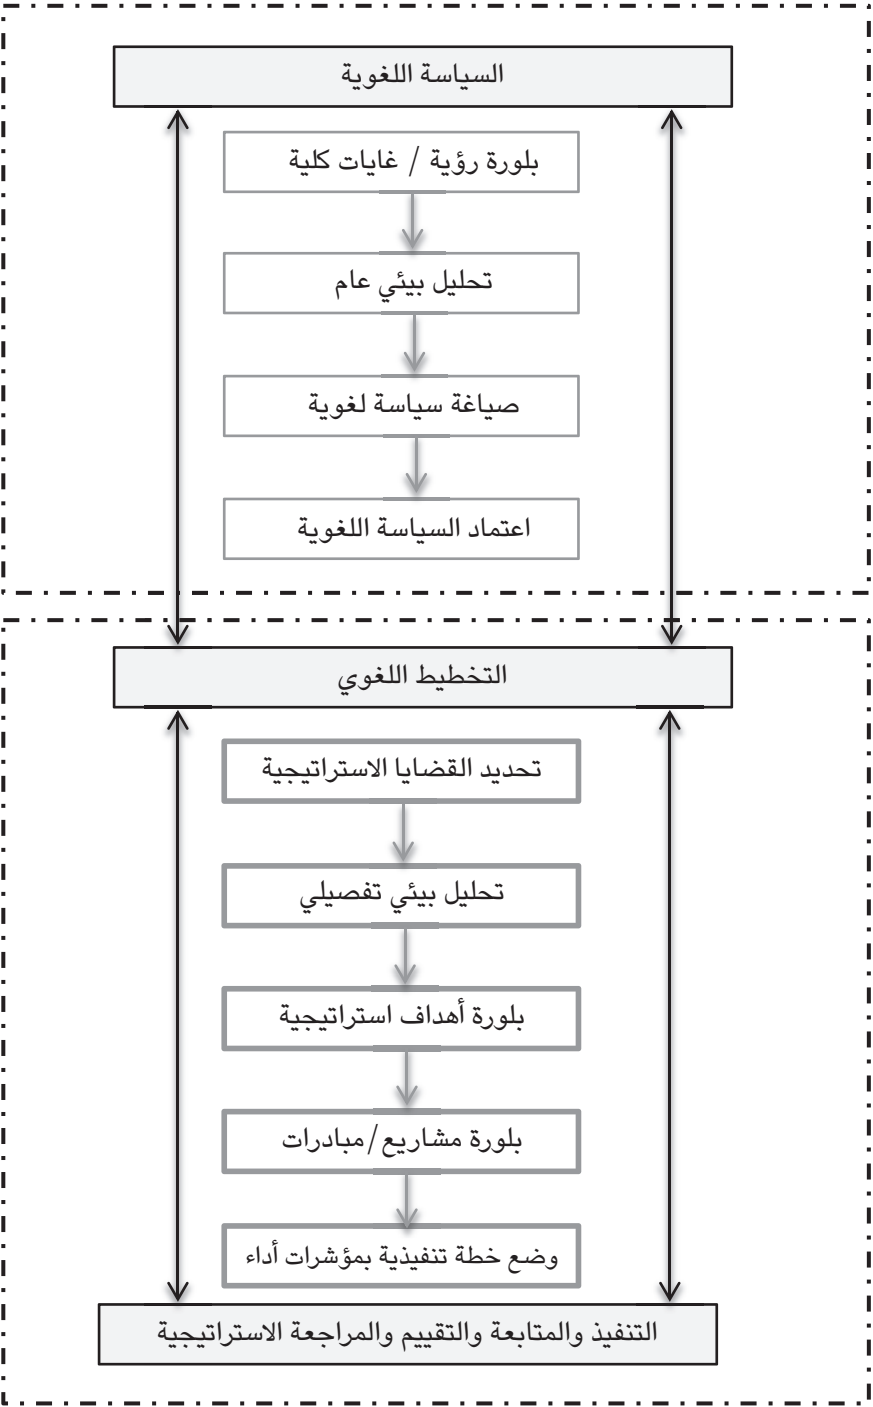 السياسة اللغوية
بلورة رؤية / غايات كلية
تحليل بيئي عام
صياغة سياسة لغوية
اعتماد السياسة اللغوية
التخطيط اللغوي
تحديد القضايا الاستراتيجية
تحليل بيئي تفصيلي
بلورة أهداف استراتيجية
بلورة مشاريع/مبادرات
وضع خطة تنفيذية بمؤشرات أداء
التنفيذ والمتابعة والتقييم والمراجعة الاستراتيجية